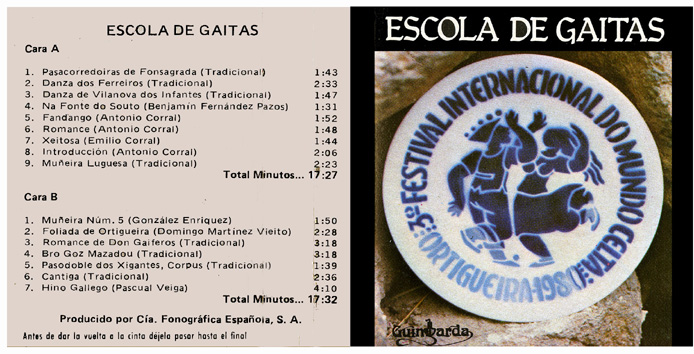 ESCOLA DE GAITAS
Cara A
1. Pasacorredoiras de Fonsagrada (Tradicional) 1:43
2. Danza dos Ferreiros (Tradicional) 2:33
3. Danza de Vilanova dos Infantes (Tradicional) 1:47
4. Na Fonte do Souto (Benjamín Fernández Pazos) 1:31
5. Fandango (Antonio Corral) 1:52
6. Romance (Antonio Corral) 1:48
7. Xeitosa (Emilio Corral) 1:44
8. Introducción (Antonio Corral) 2:06
9. Muñeira Luguesa (Tradicional) 2:23
Total Minutos... 17:27
Cara B
1. Muñeira Núm. 5 (González Enríquez) 1:50
2. Foliada de Ortigueira (Domingo Martínez Vieito) 2:28
3. Romance de Don Gaiferos (Tradicional) 3:18
4. Bro Goz Mazadou (Tradicional) 3:18
5. Pasodoble dos Xigantes, Corpus (Tradicional) 1:39
6. Cantiga (Tradicional) 2:36
7. Hino Gallego (Pascual Veiga) 4:10
Total Minutos... 17:32
Producido por Cía. Fonográfica Española, S. A.
Antes de dar la vuelta a la cinta déjela pasar hasta el final
ESCOLA DE GAITAS
3º FESTIVAL INTERNACIONAL DO MUNDO CELTA
ORTIGUEIRA-1980
Guimbarda